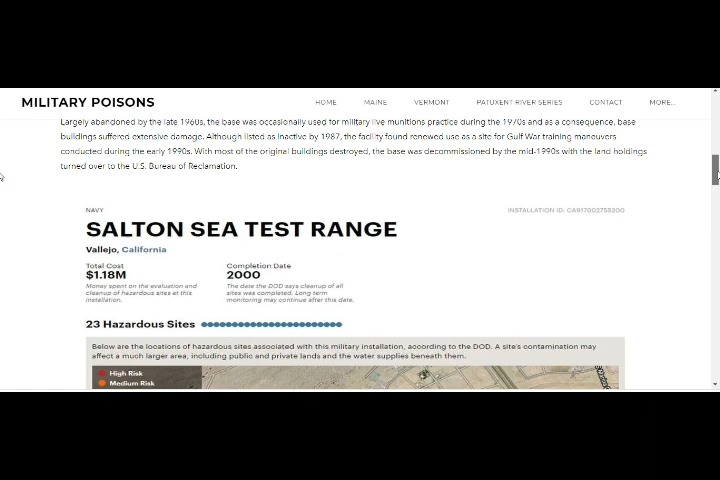 MILITARY POISONS
HOME MAINE VERMONT PATUXENT RIVER SERIES CONTACT MORE...
Largely abandoned by the late 1960s, the base was occasionally used for military live munitions practice during the 1970s and as a consequence, base
buildings suffered extensive damage. Although listed as inactive by 1987, the facility found renewed use as a site for Gulf War training maneuvers
conducted during the early 1990s. With most of the original buildings destroyed, the base was decommissioned by the mid-1990s with the land holdings
turned over to the U.S. Bureau of Reclamation.
NAVY
INSTALLATION ID: CA917002755200
SALTON SEA TEST RANGE
Vallejo, California
Total Cost
$1.18M
Money spent on the evaluation and
cleanup of hazardous sites at this
installation.
Completion Date
2000
The date the DOD says cleanup of all
sites was completed. Long term
monitoring may continue after this date.
23 Hazardous Sites
Below are the locations of hazardous sites associated with this military installation, according to the DOD. A site's contamination may
affect a much larger area, including public and private lands and the water supplies beneath them.
High Risk
Medium Risk